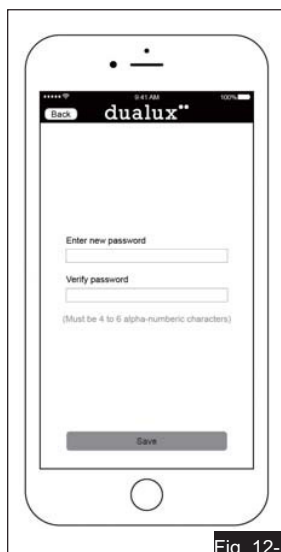 9:41 AM 100%
Back dualux
Enter new password
Verify password
(Must be 4 to 6 alpha-numberic characters)
Save
Fig. 12-